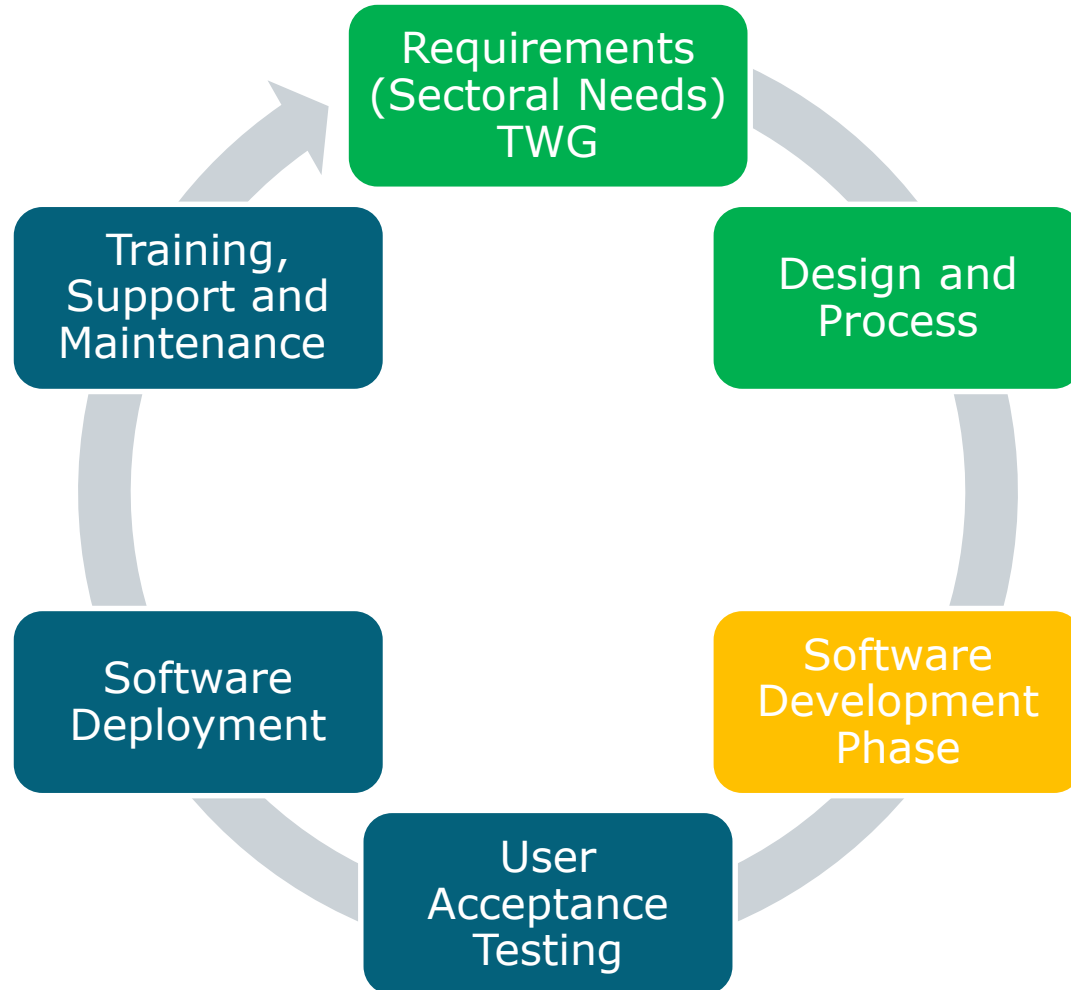 Requirements
(Sectoral Needs)
TWG
Design and
Process
Software
Development
Phase
User
Acceptance
Testing
Software
Deployment
Training,
Support and
Maintenance